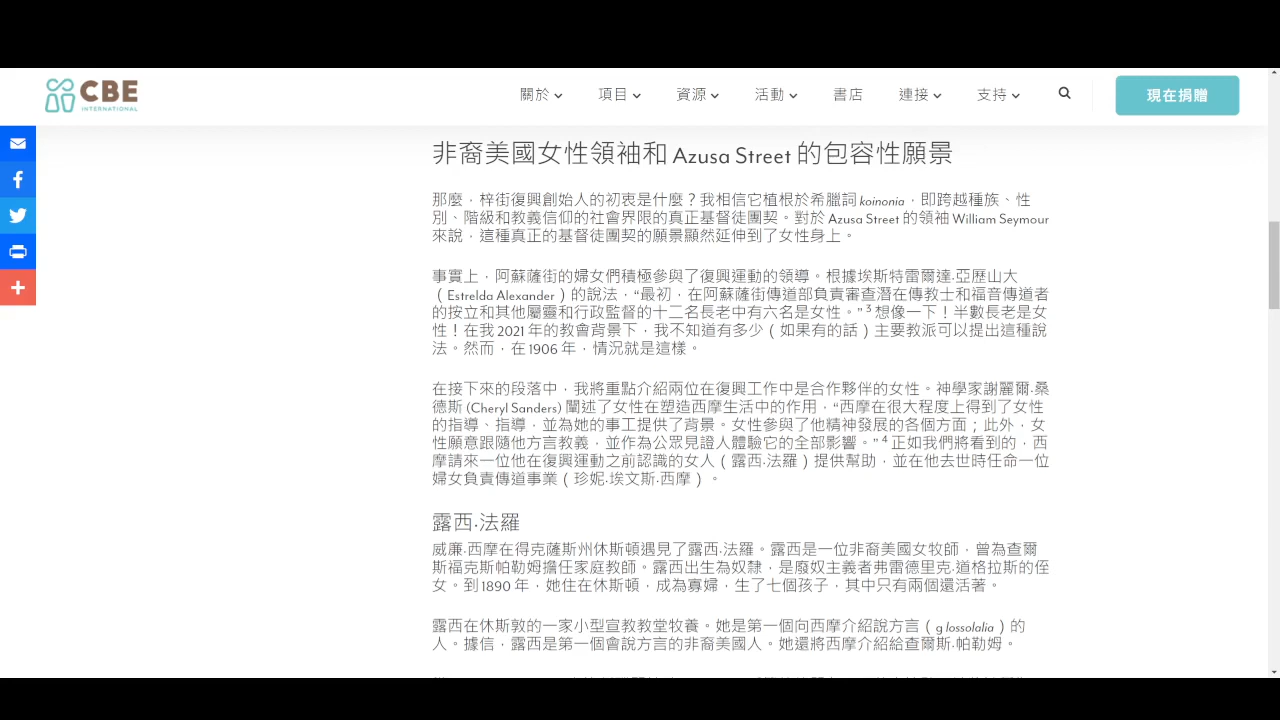 CBE
INTERNATIONAL
關於
項目
資源
活動
書店
連接
支持
現在捐贈
非裔美國女性領袖和 Azusa Street 的包容性願景
那麼，梓街復興創始人的初衷是什麼？我相信它植根於希臘詞 koinonia，即跨越種族、性
別、階級和教義信仰的社會界限的真正基督徒團契。對於 Azusa Street 的領袖 William Seymour
來說，這種真正的基督徒團契的願景顯然延伸到了女性身上。
事實上，阿蘇薩街的婦女們積極參與了復興運動的領導。根據埃斯特雷爾達·亞歷山大
（Estrelda Alexander）的說法，“最初，在阿蘇薩街傳道部負責審查潛在傳教士和福音傳道者
的按立和其他屬靈和行政監督的十二名長老中有六名是女性。” 3 想像一下！半數長老是女
性！在我 2021 年的教會背景下，我不知道有多少（如果有的話）主要教派可以提出這種說
法。然而，在 1906 年，情況就是這樣。
在接下來的段落中，我將重點介紹兩位在復興工作中是合作夥伴的女性。神學家謝麗爾·桑
德斯 (Cheryl Sanders) 闡述了女性在塑造西摩生活中的作用，“西摩在很大程度上得到了女性
的指導、指導，並為她的事工提供了背景。女性參與了他精神發展的各個方面；此外，女
性願意跟隨他方言教義，並作為公眾見證人體驗它的全部影響。” 4 正如我們將看到的，西
摩請來一位他在復興運動之前認識的女人（露西·法羅）提供幫助，並在他去世時任命一位
婦女負責傳道事業（珍妮·埃文斯·西摩）。
露西·法羅
威廉·西摩在得克薩斯州休斯頓遇見了露西·法羅。露西是一位非裔美國女牧師，曾為查爾
斯福克斯帕勒姆擔任家庭教師。露西出生為奴隸，是廢奴主義者弗雷德里克·道格拉斯的侄
女。到 1890 年，她住在休斯頓，成為寡婦，生了七個孩子，其中只有兩個還活著。
露西在休斯敦的一家小型宣教教堂牧養。她是第一個向西摩介紹說方言（g lossolalia）的
人。據信，露西是第一個會說方言的非裔美國人。她還將西摩介紹給查爾斯·帕勒姆。